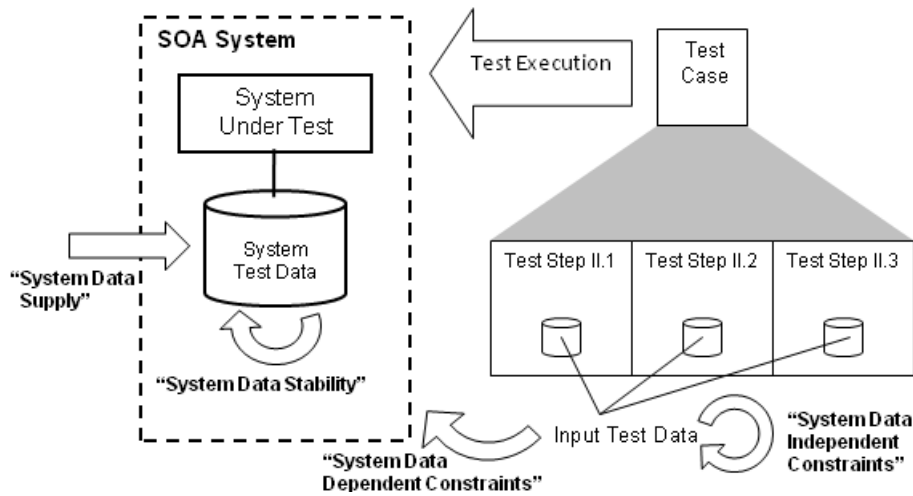 SOA System
System
Under Test
System
Test Data
"System Data
Supply"
"System Data Stability"
Test Execution
Test
Case
Test Step II.1
Test Step II.2
Test Step II.3
Input Test Data
"System Data
Dependent Constraints"
"System Data
Independent
Constraints"